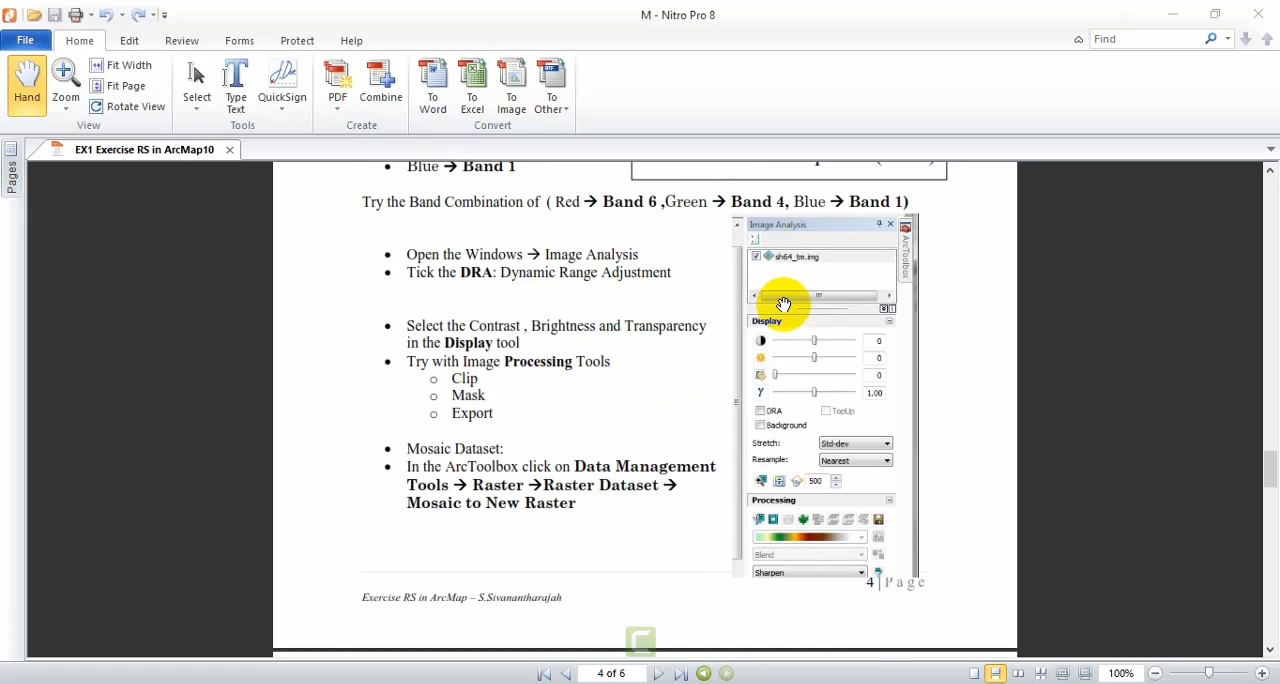 M - Nitro Pro 8
File Home Edit Review Forms Protect Help
Find
Hand
Zoom
Fit Width
Fit Page
Rotate View
View
Select
Type Text
QuickSign
Tools
PDF
Combine
Create
To Word
To Excel
To Image
To Other
Convert
EX1 Exercise RS in ArcMap10
Pages
• Blue → Band 1
Try the Band Combination of ( Red → Band 6 ,Green → Band 4, Blue → Band 1)
• Open the Windows → Image Analysis
• Tick the DRA: Dynamic Range Adjustment
• Select the Contrast , Brightness and Transparency
in the Display tool
• Try with Image Processing Tools
o Clip
o Mask
o Export
• Mosaic Dataset:
• In the ArcToolbox click on Data Management
Tools → Raster →Raster Dataset →
Mosaic to New Raster
Image Analysis
ArcToolbox
sh64_tm.img
Display
0
0
0
γ 1.00
DRA TopUp
Background
Stretch: Std-dev
Resample: Nearest
500
Processing
Blend
Sharpen
4 | P a g e
Exercise RS in ArcMap – S.Sivanantharajah
4 of 6
100%